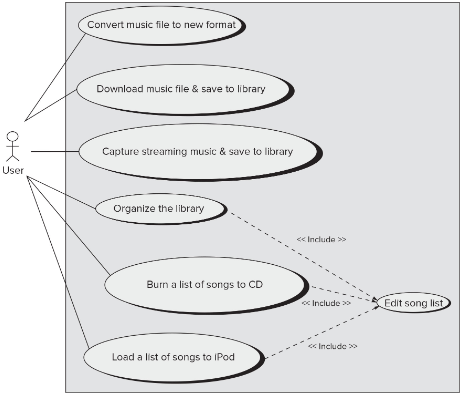 Convert music file to new format
Download music file & save to library
Capture streaming music & save to library
User
Organize the library
<< Include >>
Burn a list of songs to CD
<< Include >>
Edit song list
<< Include >>
Load a list of songs to iPod